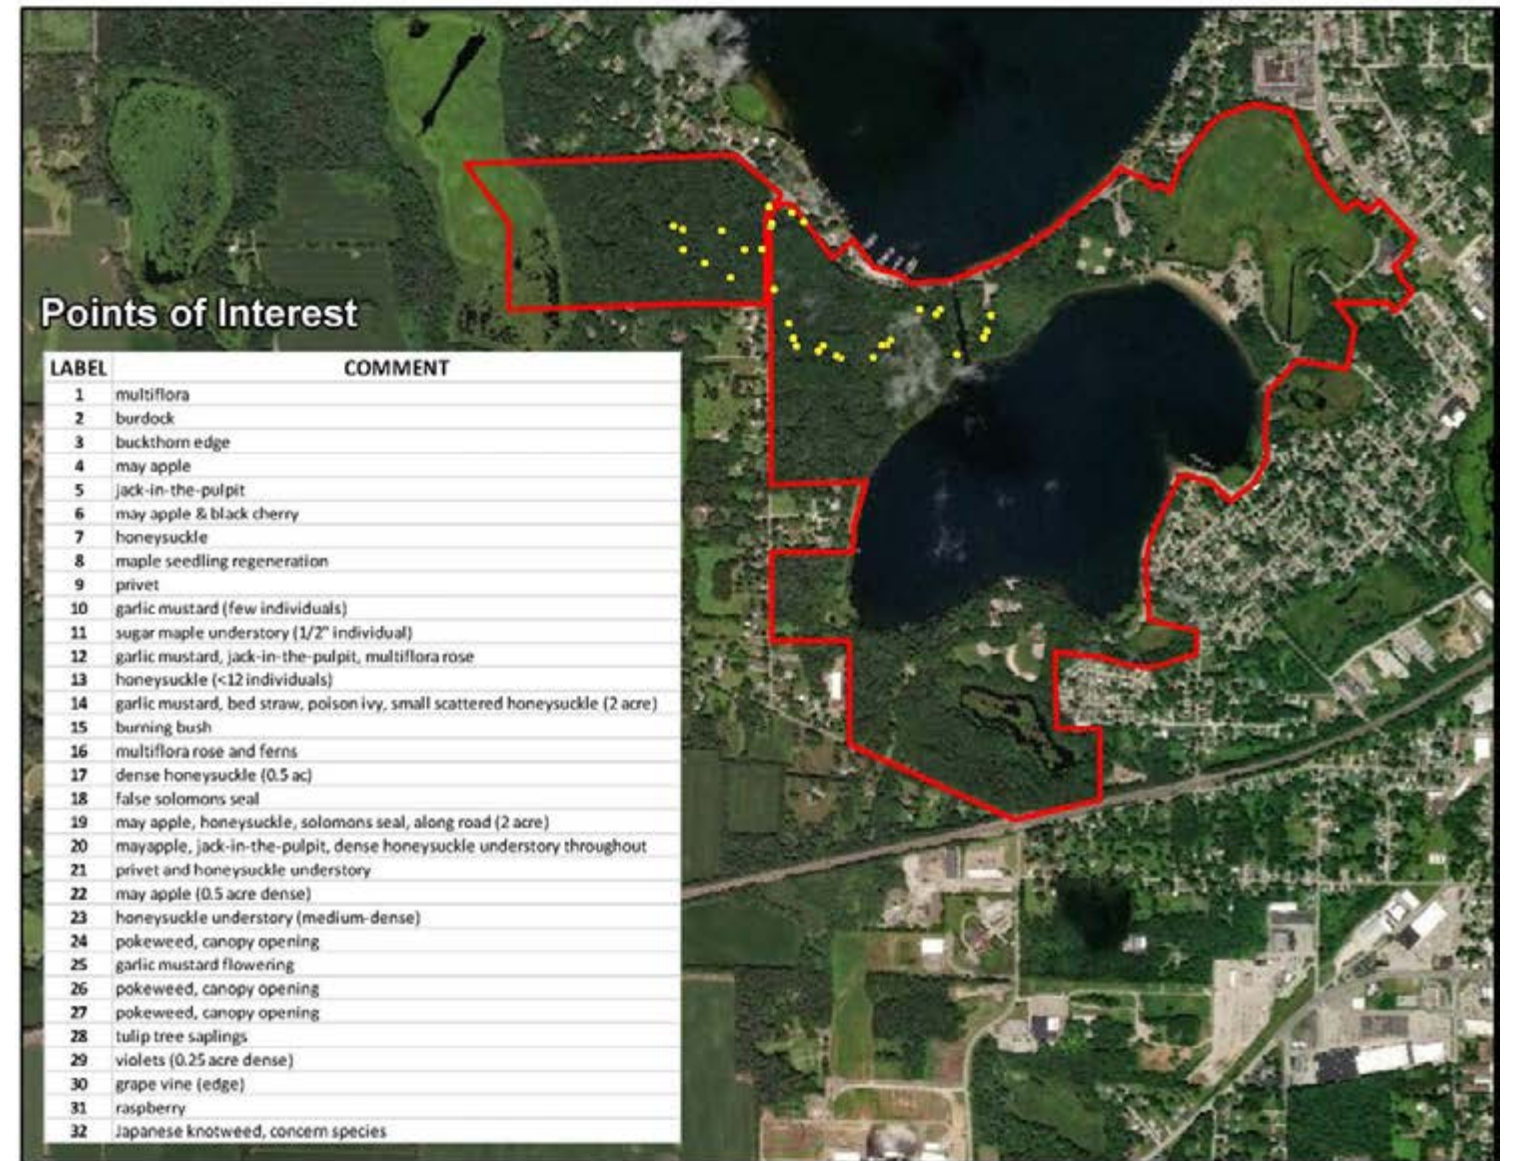 Points of Interest
LABEL COMMENT
1 multiflora
2 burdock
3 buckthorn edge
4 may apple
5 jack-in-the-pulpit
6 may apple & black cherry
7 honeysuckle
8 maple seedling regeneration
9 privet
10 garlic mustard (few individuals)
11 sugar maple understory (1/2" individual)
12 garlic mustard, jack-in-the-pulpit, multiflora rose
13 honeysuckle (<12 individuals)
14 garlic mustard, bed straw, poison ivy, small scattered honeysuckle (2 acre)
15 burning bush
16 multiflora rose and ferns
17 dense honeysuckle (0.5 ac)
18 false solomons seal
19 may apple, honeysuckle, solomons seal, along road (2 acre)
20 mayapple, jack-in-the-pulpit, dense honeysuckle understory throughout
21 privet and honeysuckle understory
22 may apple (0.5 acre dense)
23 honeysuckle understory (medium-dense)
24 pokeweed, canopy opening
25 garlic mustard flowering
26 pokeweed, canopy opening
27 pokeweed, canopy opening
28 tulip tree saplings
29 violets (0.25 acre dense)
30 grape vine (edge)
31 raspberry
32 Japanese knotweed, concern species